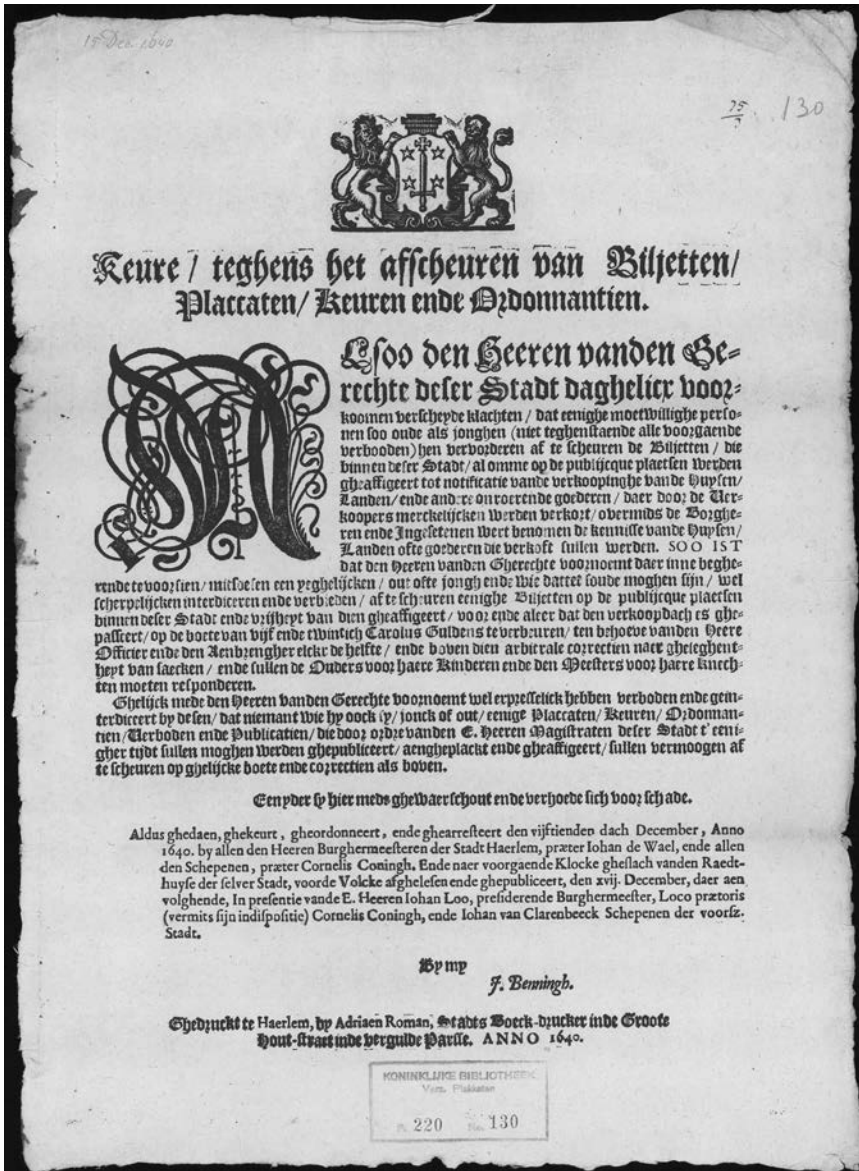 15 Dec 1640
75/? 130
Keure / teghens het afscheuren van Biljetten/
Placcaten/ Keuren ende Ordonnantien.
ALsoo den Heeren vanden Ge-
rechte deser Stadt daghelicx voor-
koomen verscheyde klachten / dat eenighe moetwillighe perso-
nen soo oude als jonghen (niet teghenstaende alle voorgaende
verbooden) hen vervorderen af te scheuren de Biljetten / die
binnen deser Stadt / al omme op de publijcque plaetsen werden
gheaffigeert tot notificatie vande verkoopinghe vande Huysen/
Landen / ende andere onroerende goederen / daer door de Ver-
koopers merckelijcken werden verkort / overmids de Borghe-
ren ende Ingesetenen wert benomen de kennisse vande Huysen/
Landen ofte goederen die verkoft sullen werden. SOO IST
dat den Heeren vanden Gherechte voornoemt daer inne beghe-
rende te voorsien / mitsdesen een yeghelijcken / out ofte jongh ende wie dattet soude moghen sijn / wel
scherpelijcken interdiceren ende verbieden / af te scheuren eenighe Biljetten op de publijcque plaetsen
binnen deser Stadt ende vrijheyt van dien gheaffigeert / voor ende aleer dat den verkoopdach es ghe-
passeert / op de boete van vijf ende twintich Carolus Guldens te verbeuren / ten behoeve vanden Heere
Officier ende den Aenbrengher elckx de helfte / ende boven dien arbitrale correctien naer gheleghent-
heyt van saecken / ende sullen de Ouders voor haere Kinderen ende den Meesters voor haere knech-
ten moeten responderen.
Ghelijck mede den Heeren vanden Gerechte voornoemt wel expresselick hebben verboden ende gein-
terdiceert by desen / dat niemant wie hy oock sy / jonck of out / eenige Placcaten / Keuren / Ordonnan-
tien / Verboden ende Publicatien / die door ordre vanden E. Heeren Magistraten deser Stadt t'eeni-
gher tijdt sullen moghen werden ghepubliceert / aengheplackt ende gheaffigeert / sullen vermoogen af
te scheuren op ghelijcke boete ende correctien als boven.
Een yder sy hier mede ghewaerschout ende verhoede sich voor schade.
Aldus ghedaen, ghekeurt, gheordonneert, ende ghearresteert den vijftienden dach December, Anno
1640. by allen den Heeren Burghermeesteren der Stadt Haerlem, præter Iohan de Wael, ende allen
den Schepenen, præter Cornelis Coningh. Ende naer voorgaende Klocke gheslach vanden Raedt-
huyse der selver Stadt, voorde Volcke afghelesen ende ghepubliceert, den xvij. December, daer aen
volghende, In presentie vande E. Heeren Iohan Loo, presiderende Burghermeester, Loco prætoris
(vermits sijn indispositie) Cornelis Coningh, ende Iohan van Clarenbeeck Schepenen der voorsz.
Stadt.
By my
J. Benningh.
Ghedruckt te Haerlem, by Adriaen Roman, Stadts Boeck-drucker inde Groote
Hout-straet inde vergulde Parsse. ANNO 1640.
KONINKLIJKE BIBLIOTHEEK
Verz. Plakkaten
220 No. 130